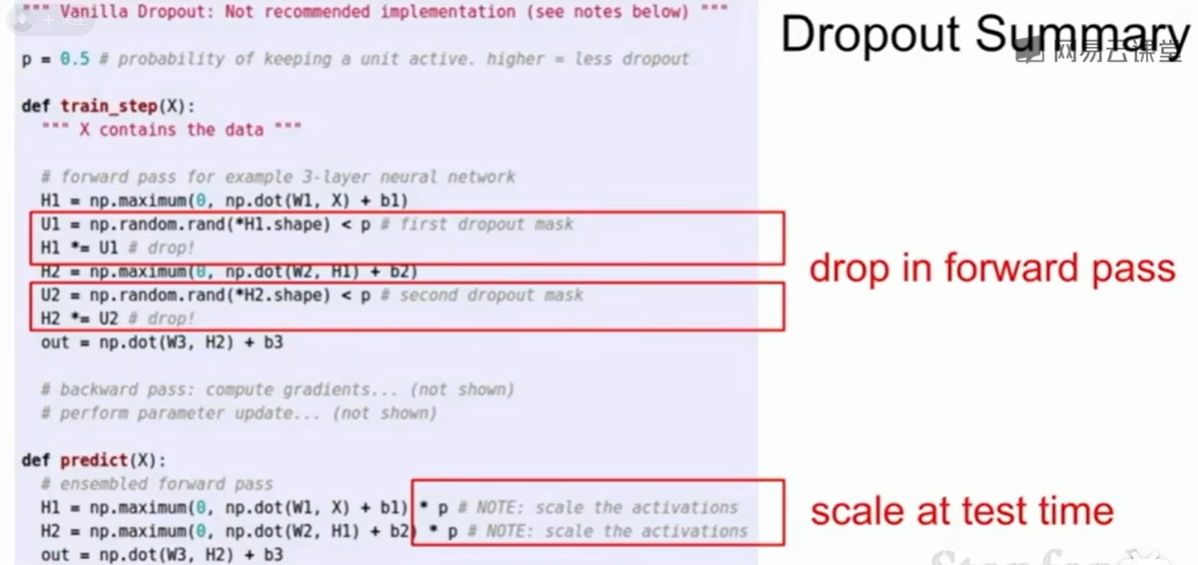 """ Vanilla Dropout: Not recommended implementation (see notes below) """
p = 0.5 # probability of keeping a unit active. higher = less dropout
def train_step(X):
""" X contains the data """
# forward pass for example 3-layer neural network
H1 = np.maximum(0, np.dot(W1, X) + b1)
U1 = np.random.rand(*H1.shape) < p # first dropout mask
H1 *= U1 # drop!
H2 = np.maximum(0, np.dot(W2, H1) + b2)
U2 = np.random.rand(*H2.shape) < p # second dropout mask
H2 *= U2 # drop!
out = np.dot(W3, H2) + b3
# backward pass: compute gradients... (not shown)
# perform parameter update... (not shown)
def predict(X):
# ensembled forward pass
H1 = np.maximum(0, np.dot(W1, X) + b1) * p # NOTE: scale the activations
H2 = np.maximum(0, np.dot(W2, H1) + b2) * p # NOTE: scale the activations
out = np.dot(W3, H2) + b3
Dropout Summary
网易云课堂
drop in forward pass
scale at test time